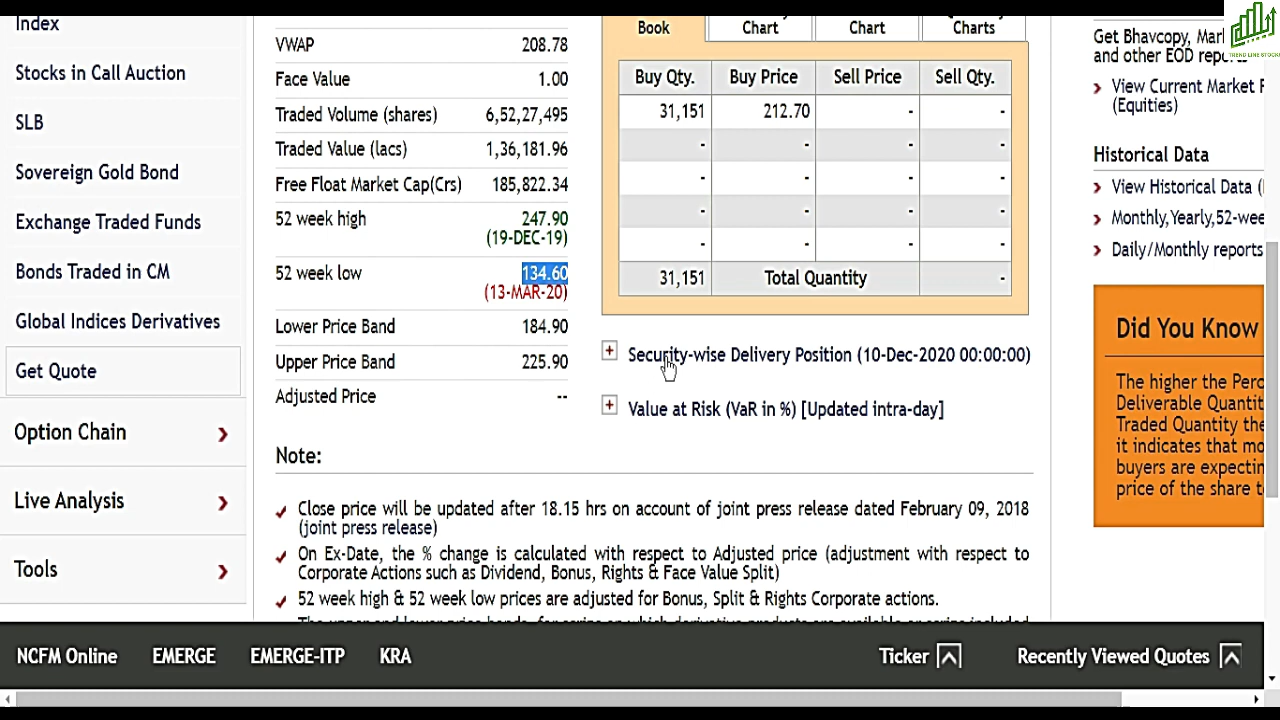 Index
Stocks in Call Auction
SLB
Sovereign Gold Bond
Exchange Traded Funds
Bonds Traded in CM
Global Indices Derivatives
Get Quote
Option Chain
Live Analysis
Tools
VWAP 208.78
Face Value 1.00
Traded Volume (shares) 6,52,27,495
Traded Value (lacs) 1,36,181.96
Free Float Market Cap(Crs) 185,822.34
52 week high 247.90
(19-DEC-19)
52 week low 134.60
(13-MAR-20)
Lower Price Band 184.90
Upper Price Band 225.90
Adjusted Price --
Book Chart Chart Charts
Buy Qty. Buy Price Sell Price Sell Qty.
31,151 212.70 - -
- - - -
- - - -
- - - -
- - - -
31,151 Total Quantity -
Security-wise Delivery Position (10-Dec-2020 00:00:00)
Value at Risk (VaR in %) [Updated intra-day]
Note:
Close price will be updated after 18.15 hrs on account of joint press release dated February 09, 2018
(joint press release)
On Ex-Date, the % change is calculated with respect to Adjusted price (adjustment with respect to
Corporate Actions such as Dividend, Bonus, Rights & Face Value Split)
52 week high & 52 week low prices are adjusted for Bonus, Split & Rights Corporate actions.
TREND LINE STOCK
Get Bhavcopy,
and other EOD
View Current Market
(Equities)
Historical Data
View Historical Data (
Monthly,Yearly,52-wee
Daily/Monthly reports
Did You Know
The higher the Perc
Deliverable Quantit
Traded Quantity the
it indicates that mo
buyers are expectin
price of the share t
NCFM Online EMERGE EMERGE-ITP KRA Ticker Recently Viewed Quotes